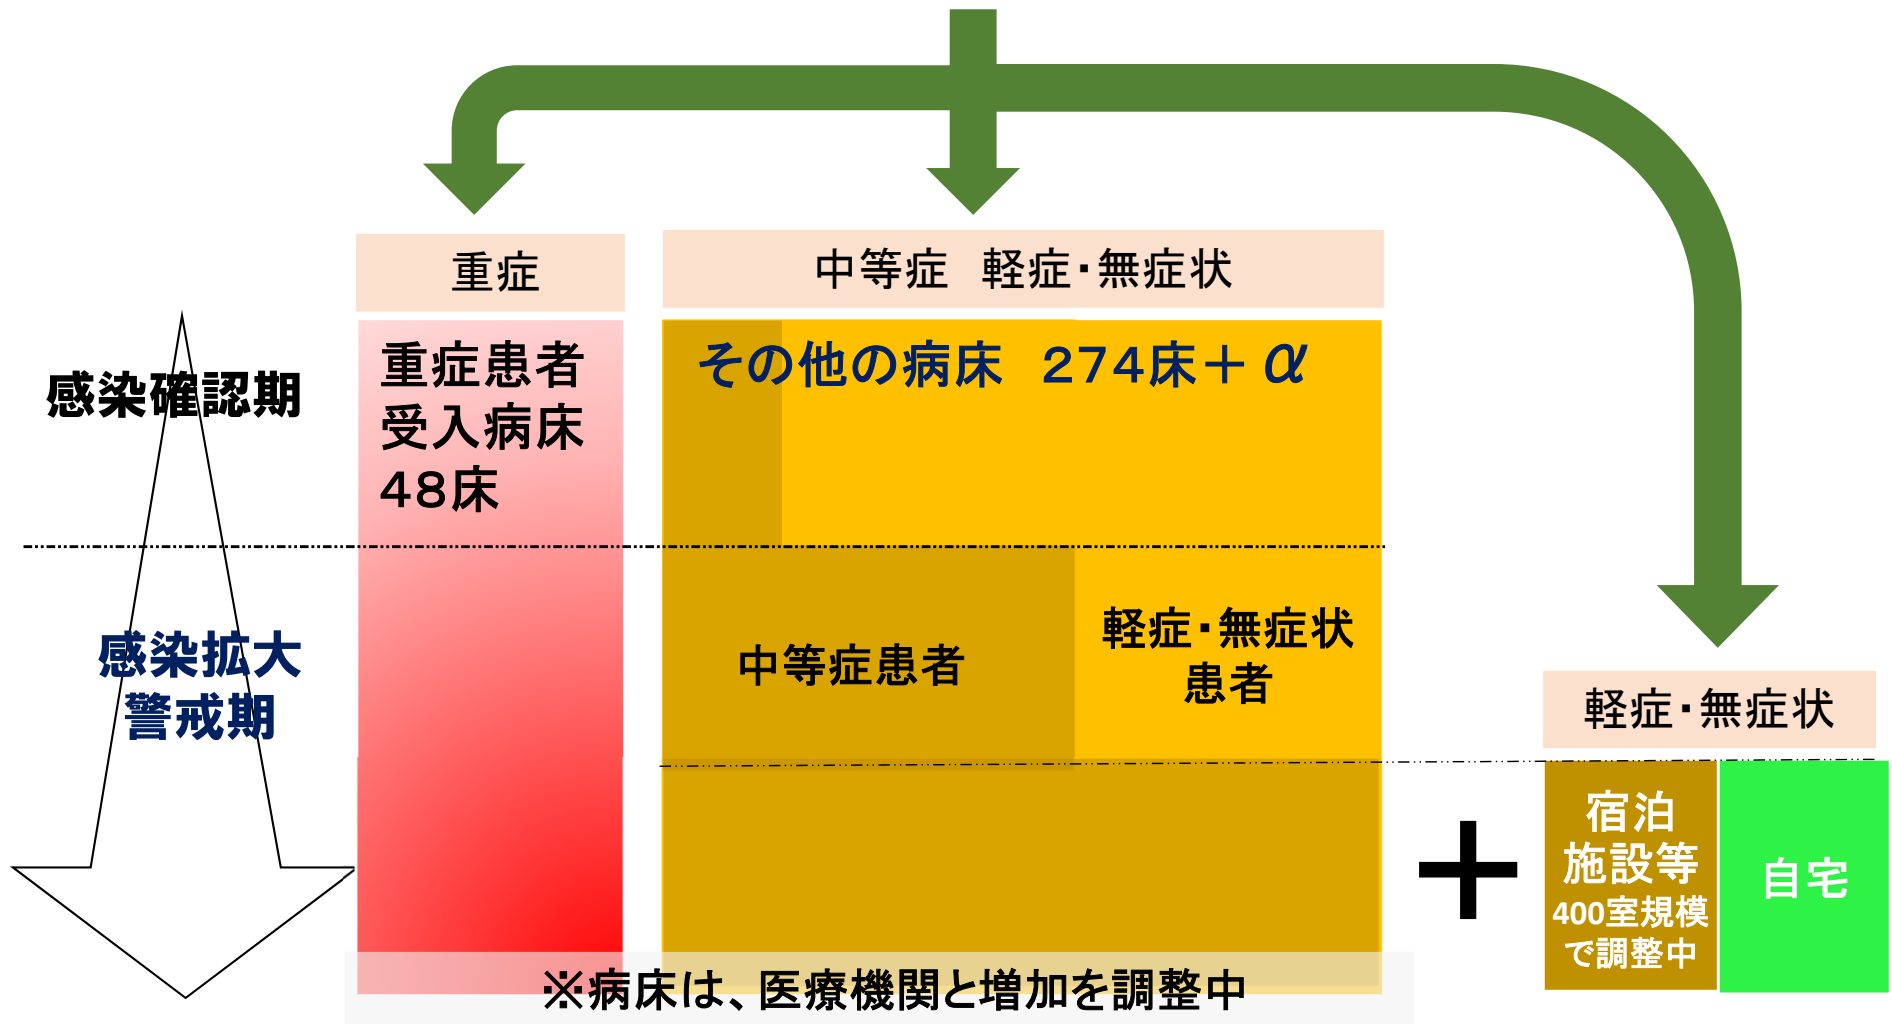 重症
中等症　軽症・無症状
感染確認期
重症患者
受入病床
48床
その他の病床　274床＋α
感染拡大
警戒期
中等症患者
軽症・無症状
患者
軽症・無症状
＋
宿泊
施設等
400室規模
で調整中
自宅
※病床は、医療機関と増加を調整中